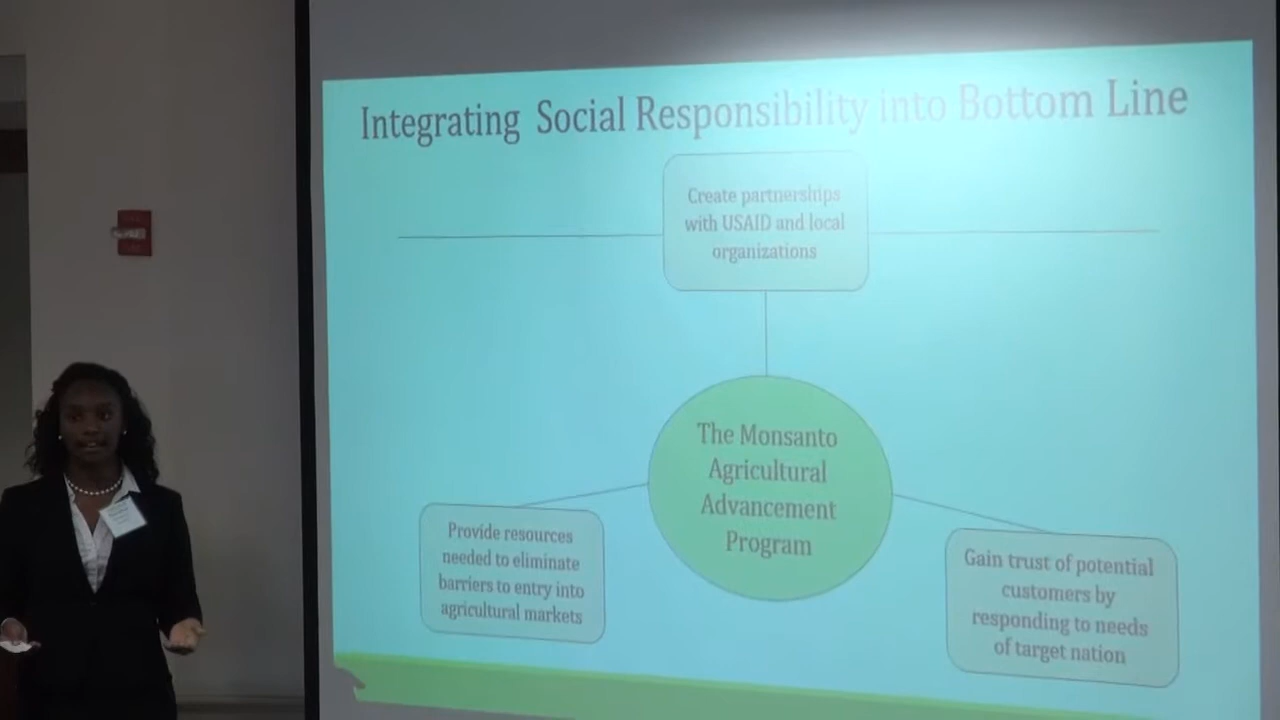 Integrating Social Responsibility into Bottom Line
Create partnerships
with USAID and local
organizations
The Monsanto
Agricultural
Advancement
Program
Provide resources
needed to eliminate
barriers to entry into
agricultural markets
Gain trust of potential
customers by
responding to needs
of target nation